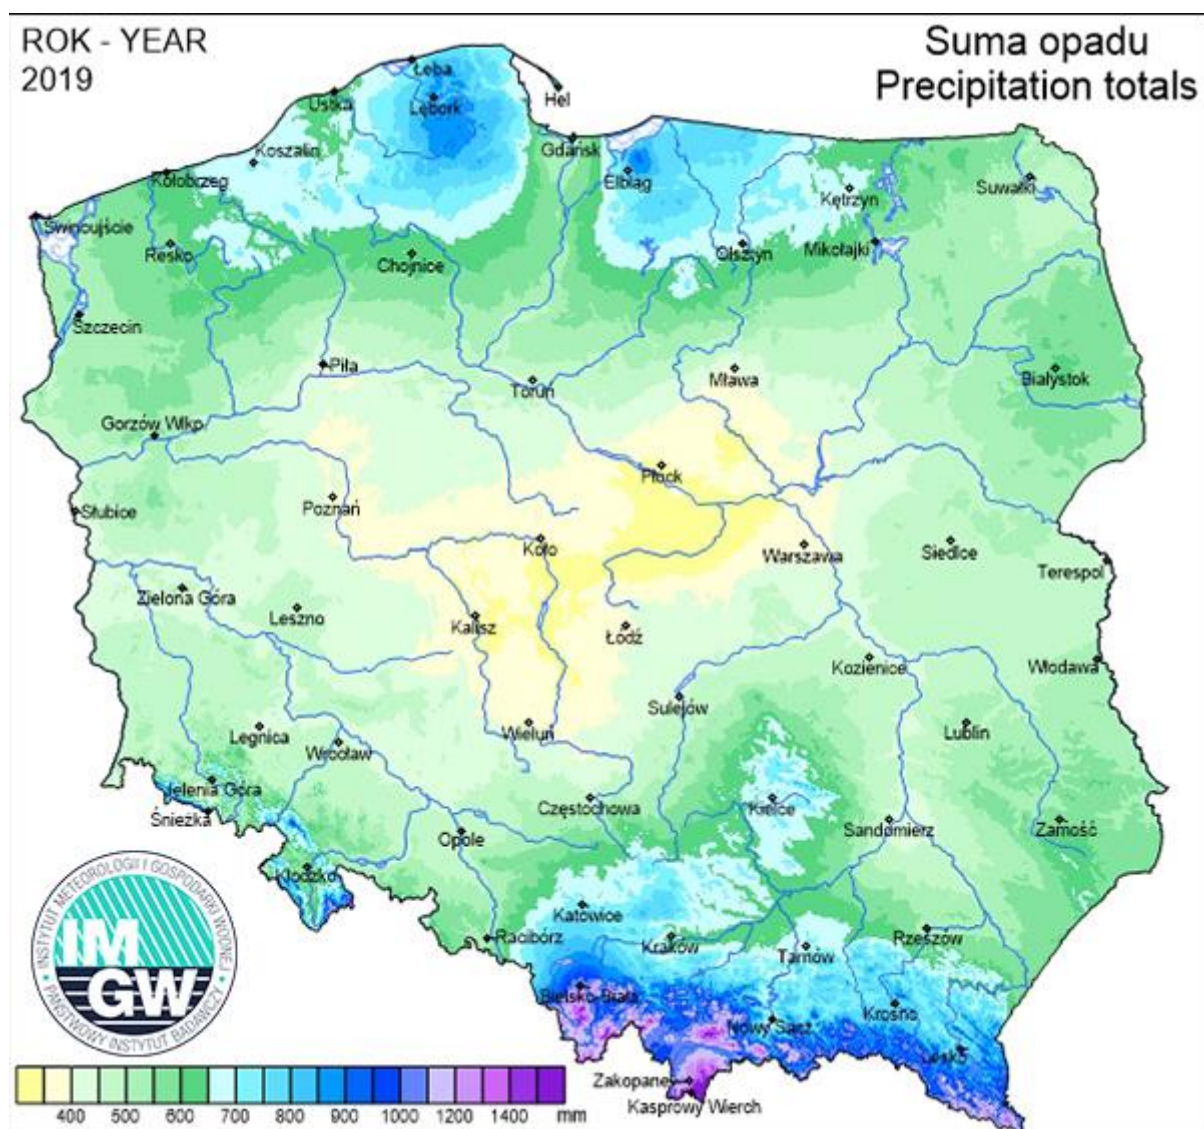 ROK - YEAR
2019
Suma opadu
Precipitation totals
Łeba
Ustka
Lębork
Hel
Koszalin
Gdańsk
Kołobrzeg
Elbląg
Kętrzyn
Suwałki
Świnoujście
Resko
Chojnice
Olsztyn
Mikołajki
Szczecin
Piła
Toruń
Mława
Białystok
Gorzów Wlkp
Płock
Poznań
Słubice
Koło
Warszawa
Siedlce
Terespol
Zielona Góra
Leszno
Kalisz
Łódź
Kozienice
Włodawa
Sulejów
Legnica
Wrocław
Wieluń
Lublin
Jelenia Góra
Śnieżka
Częstochowa
Kielce
Sandomierz
Zamość
Opole
Kłodzko
Katowice
Racibórz
Kraków
Tarnów
Rzeszów
Bielsko-Biała
Nowy Sącz
Krosno
Lesko
Zakopane
Kasprowy Wierch
INSTYTUT METEOROLOGII I GOSPODARKI WODNEJ
PAŃSTWOWY INSTYTUT BADAWCZY
IM
GW
400 500 600 700 800 900 1000 1200 1400 mm